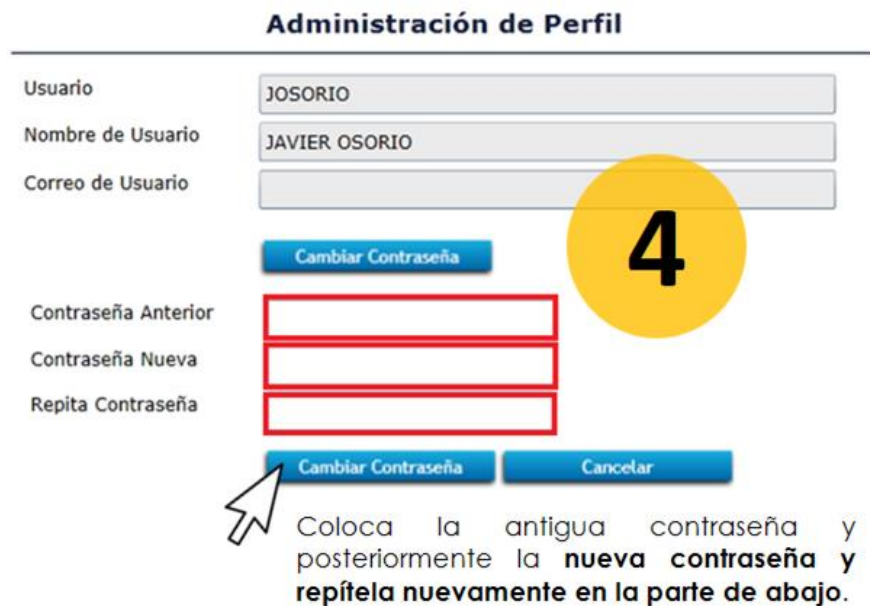 Administración de Perfil
Usuario
JOSORIO
Nombre de Usuario
JAVIER OSORIO
Correo de Usuario
4
Cambiar Contraseña
Contraseña Anterior
Contraseña Nueva
Repita Contraseña
Cambiar Contraseña
Cancelar
Coloca la antigua contraseña y
posteriormente la nueva contraseña y
repítela nuevamente en la parte de abajo.